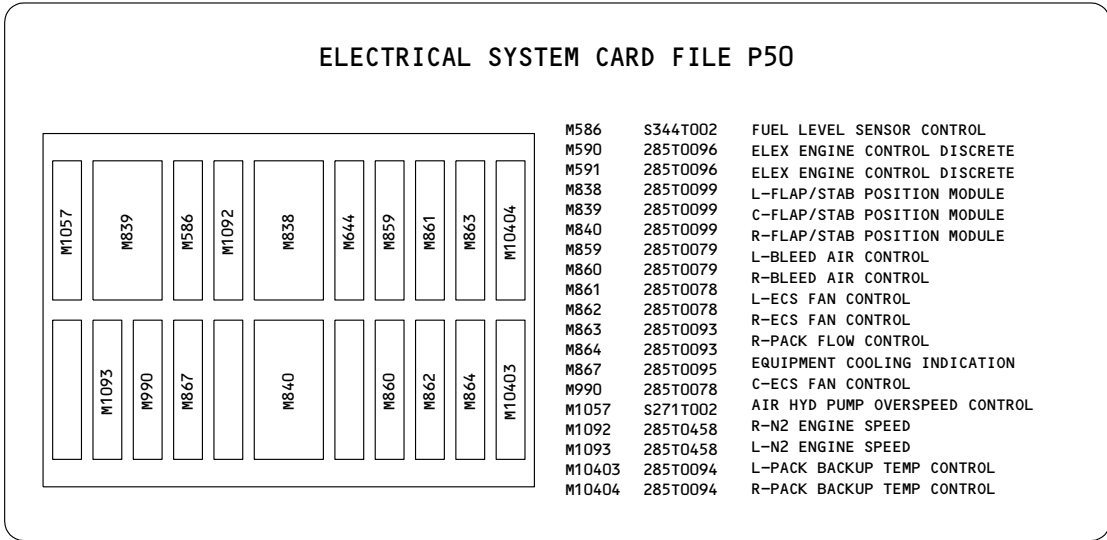 ELECTRICAL SYSTEM CARD FILE P50
M1057 M839 M586 M1092 M838 M644 M859 M861 M863 M10404
M1093 M990 M867 M840 M860 M862 M864 M10403
M586 S344T002 FUEL LEVEL SENSOR CONTROL
M590 285T0096 ELEX ENGINE CONTROL DISCRETE
M591 285T0096 ELEX ENGINE CONTROL DISCRETE
M838 285T0099 L-FLAP/STAB POSITION MODULE
M839 285T0099 C-FLAP/STAB POSITION MODULE
M840 285T0099 R-FLAP/STAB POSITION MODULE
M859 285T0079 L-BLEED AIR CONTROL
M860 285T0079 R-BLEED AIR CONTROL
M861 285T0078 L-ECS FAN CONTROL
M862 285T0078 R-ECS FAN CONTROL
M863 285T0093 R-PACK FLOW CONTROL
M864 285T0093 EQUIPMENT COOLING INDICATION
M867 285T0095 C-ECS FAN CONTROL
M990 285T0078 AIR HYD PUMP OVERSPEED CONTROL
M1057 S271T002 R-N2 ENGINE SPEED
M1092 285T0458 L-N2 ENGINE SPEED
M1093 285T0458 L-PACK BACKUP TEMP CONTROL
M10403 285T0094 R-PACK BACKUP TEMP CONTROL
M10404 285T0094